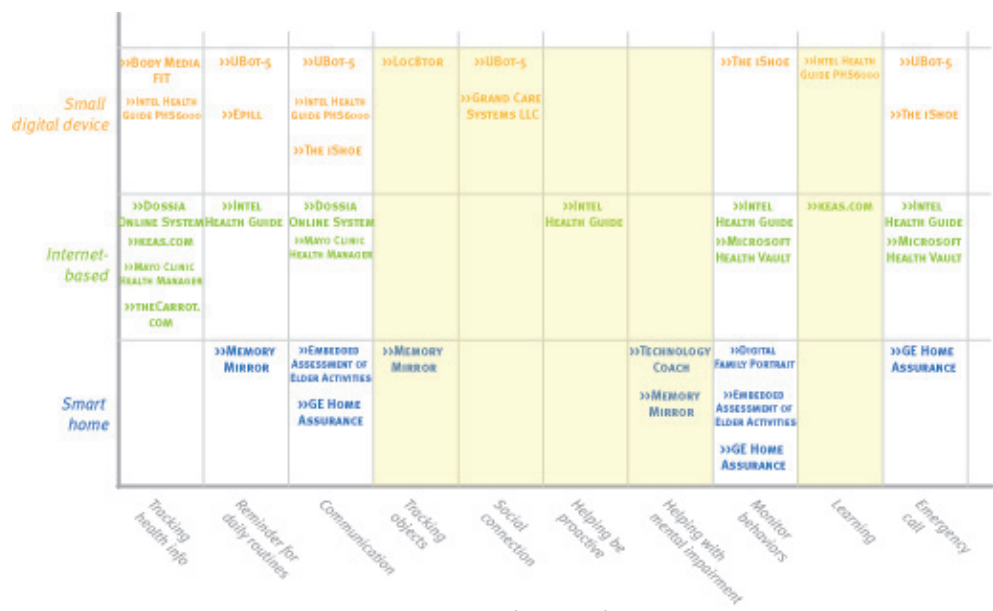 »Body Media
FIT
»Intel Health
Guide PHS6000
»UBot-5
»Epill
»UBot-5
»Intel Health
Guide PHS6000
»The iShoe
»Loc8tor
»UBot-5
»Grand Care
Systems LLC
»The iShoe
»Intel Health
Guide PHS6000
»UBot-5
»The iShoe
Small
digital device
»Dossia
Online System
»keas.com
»Mayo Clinic
Health Manager
»theCarrot.
com
»Intel
Health Guide
»Dossia
Online System
»Mayo Clinic
Health Manager
»Intel
Health Guide
»Intel
Health Guide
»Microsoft
Health Vault
»keas.com
»Intel
Health Guide
»Microsoft
Health Vault
Internet-
based
»Memory
Mirror
»Embedded
Assessment of
Elder Activities
»GE Home
Assurance
»Memory
Mirror
»Technology
Coach
»Memory
Mirror
»Digital
Family Portrait
»Embedded
Assessment of
Elder Activities
»GE Home
Assurance
»GE Home
Assurance
Smart
home
Tracking
health info
Reminder for
daily routines
Communication
Tracking
objects
Social
connection
Helping be
proactive
Helping with
mental impairment
Monitor
behaviors
Learning
Emergency
call